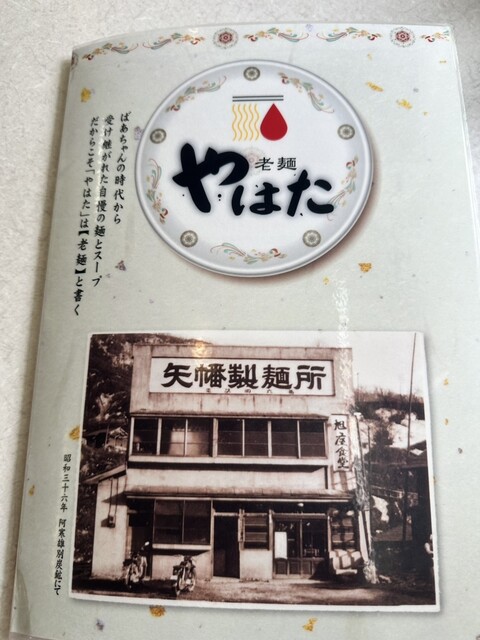 老麺
やはた
ばあちゃんの時代から
受け継がれた自慢の麺とスープ
だからこそ「やはた」は【老麺】と書く
矢幡製麺所
旭屋食堂
昭和三十六年 阿寒雄別炭鉱にて